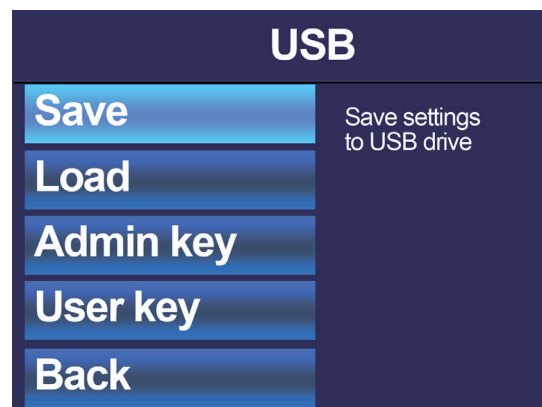 USB
Save
Save settings
to USB drive
Load
Admin key
User key
Back